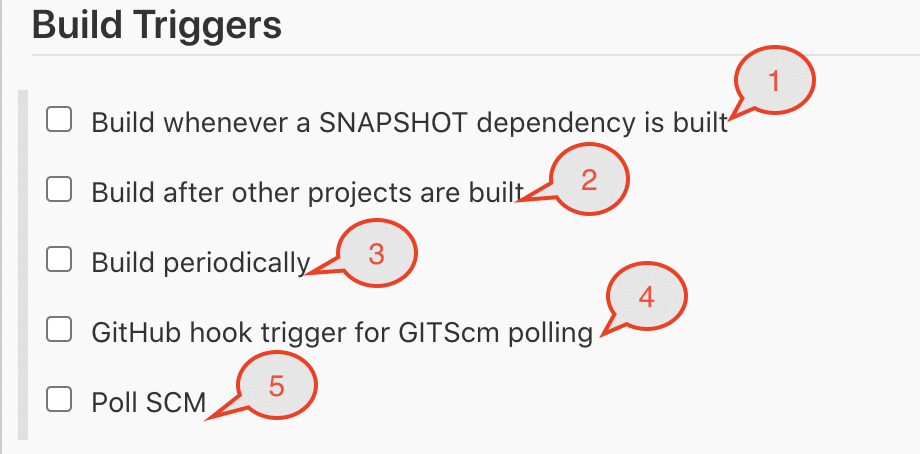 Build Triggers
1
Build whenever a SNAPSHOT dependency is built
2
Build after other projects are built
3
Build periodically
4
GitHub hook trigger for GITScm polling
5
Poll SCM